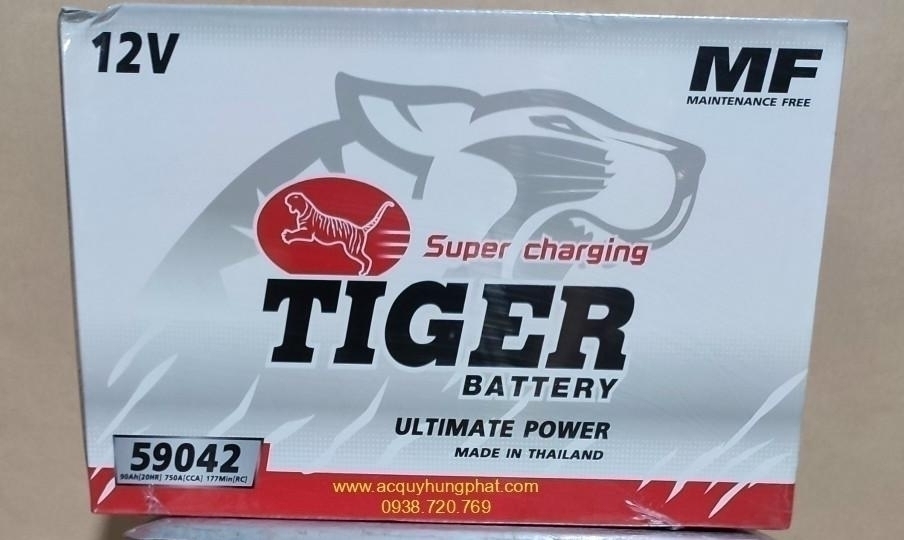 12V
MF
MAINTENANCE FREE
Super charging
TIGER
BATTERY
ULTIMATE POWER
MADE IN THAILAND
59042
90Ah[20HR] 750A[CCA] 177Min[RC]
www.acquyhungphat.com
0938.720.769